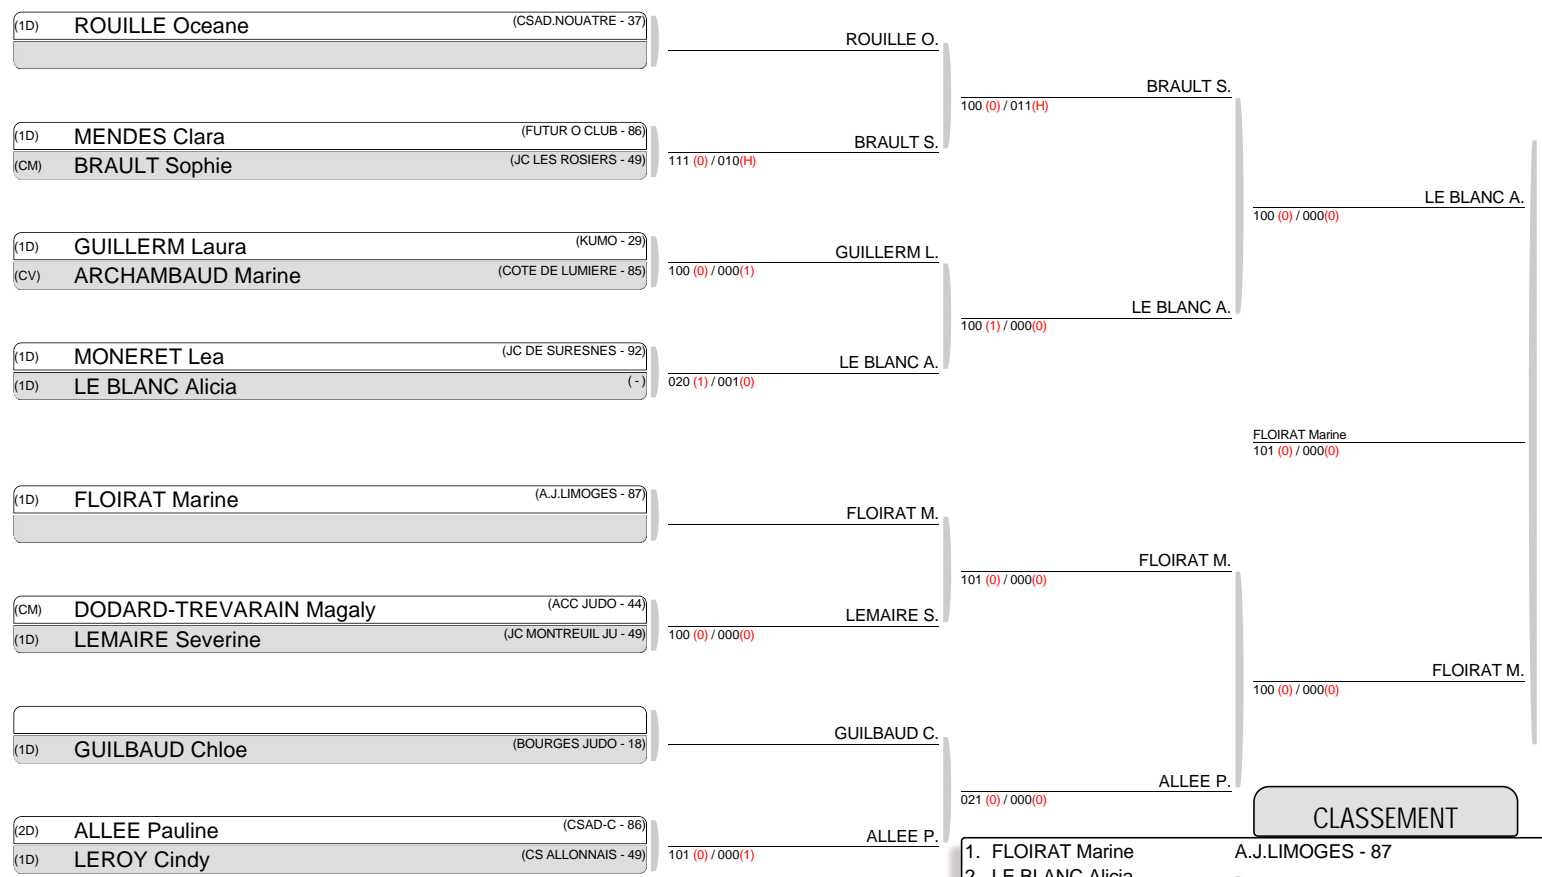 (1D) ROUILLE Oceane (CSAD.NOUATRE - 37)
ROUILLE O.
BRAULT S.
100 (0) / 011(H)
(1D) MENDES Clara (FUTUR O CLUB - 86)
BRAULT S.
(CM) BRAULT Sophie (JC LES ROSIERS - 49)
111 (0) / 010(H)
LE BLANC A.
100 (0) / 000(0)
(1D) GUILLERM Laura (KUMO - 29)
GUILLERM L.
(CV) ARCHAMBAUD Marine (COTE DE LUMIERE - 85)
100 (0) / 000(1)
LE BLANC A.
100 (1) / 000(0)
(1D) MONERET Lea (JC DE SURESNES - 92)
LE BLANC A.
(1D) LE BLANC Alicia ( - )
020 (1) / 001(0)
FLOIRAT Marine
101 (0) / 000(0)
(1D) FLOIRAT Marine (A.J.LIMOGES - 87)
FLOIRAT M.
FLOIRAT M.
101 (0) / 000(0)
(CM) DODARD-TREVARAIN Magaly (ACC JUDO - 44)
LEMAIRE S.
(1D) LEMAIRE Severine (JC MONTREUIL JU - 49)
100 (0) / 000(0)
FLOIRAT M.
100 (0) / 000(0)
GUILBAUD C.
(1D) GUILBAUD Chloe (BOURGES JUDO - 18)
ALLEE P.
021 (0) / 000(0)
CLASSEMENT
(2D) ALLEE Pauline (CSAD-C - 86)
ALLEE P.
(1D) LEROY Cindy (CS ALLONNAIS - 49)
101 (0) / 000(1)
1. FLOIRAT Marine A.J.LIMOGES - 87
2. LE BLANC Alicia -